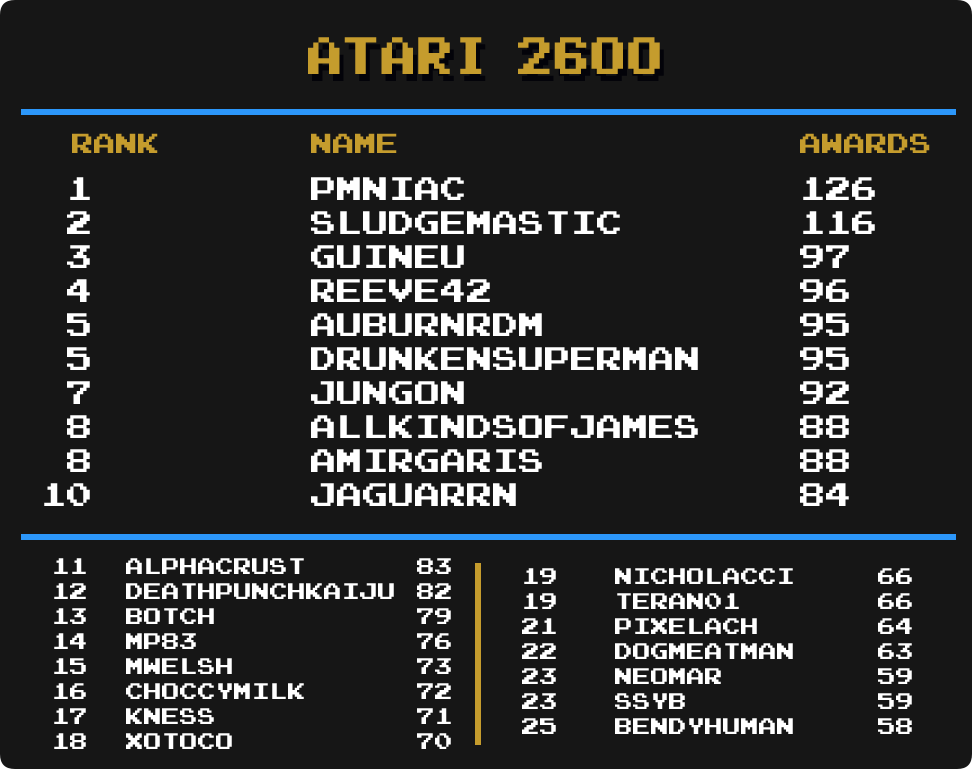 ATARI 2600
RANK NAME AWARDS
1 PMNIAC 126
2 SLUDGEMASTIC 116
3 GUINEU 97
4 REEVE42 96
5 AUBURNRDM 95
5 DRUNKENSUPERMAN 95
7 JUNGON 92
8 ALLKINDSOFJAMES 88
8 AMIRGARIS 88
10 JAGUARRN 84
11 ALPHACRUST 83
12 DEATHPUNCHKAIJU 82
13 BOTCH 79
14 MP83 76
15 MWELSH 73
16 CHOCCYMILK 72
17 KNESS 71
18 XOTOCO 70
19 NICHOLACCI 66
19 TERANO1 66
21 PIXELACH 64
22 DOGMEATMAN 63
23 NEOMAR 59
23 SSYB 59
25 BENDYHUMAN 58